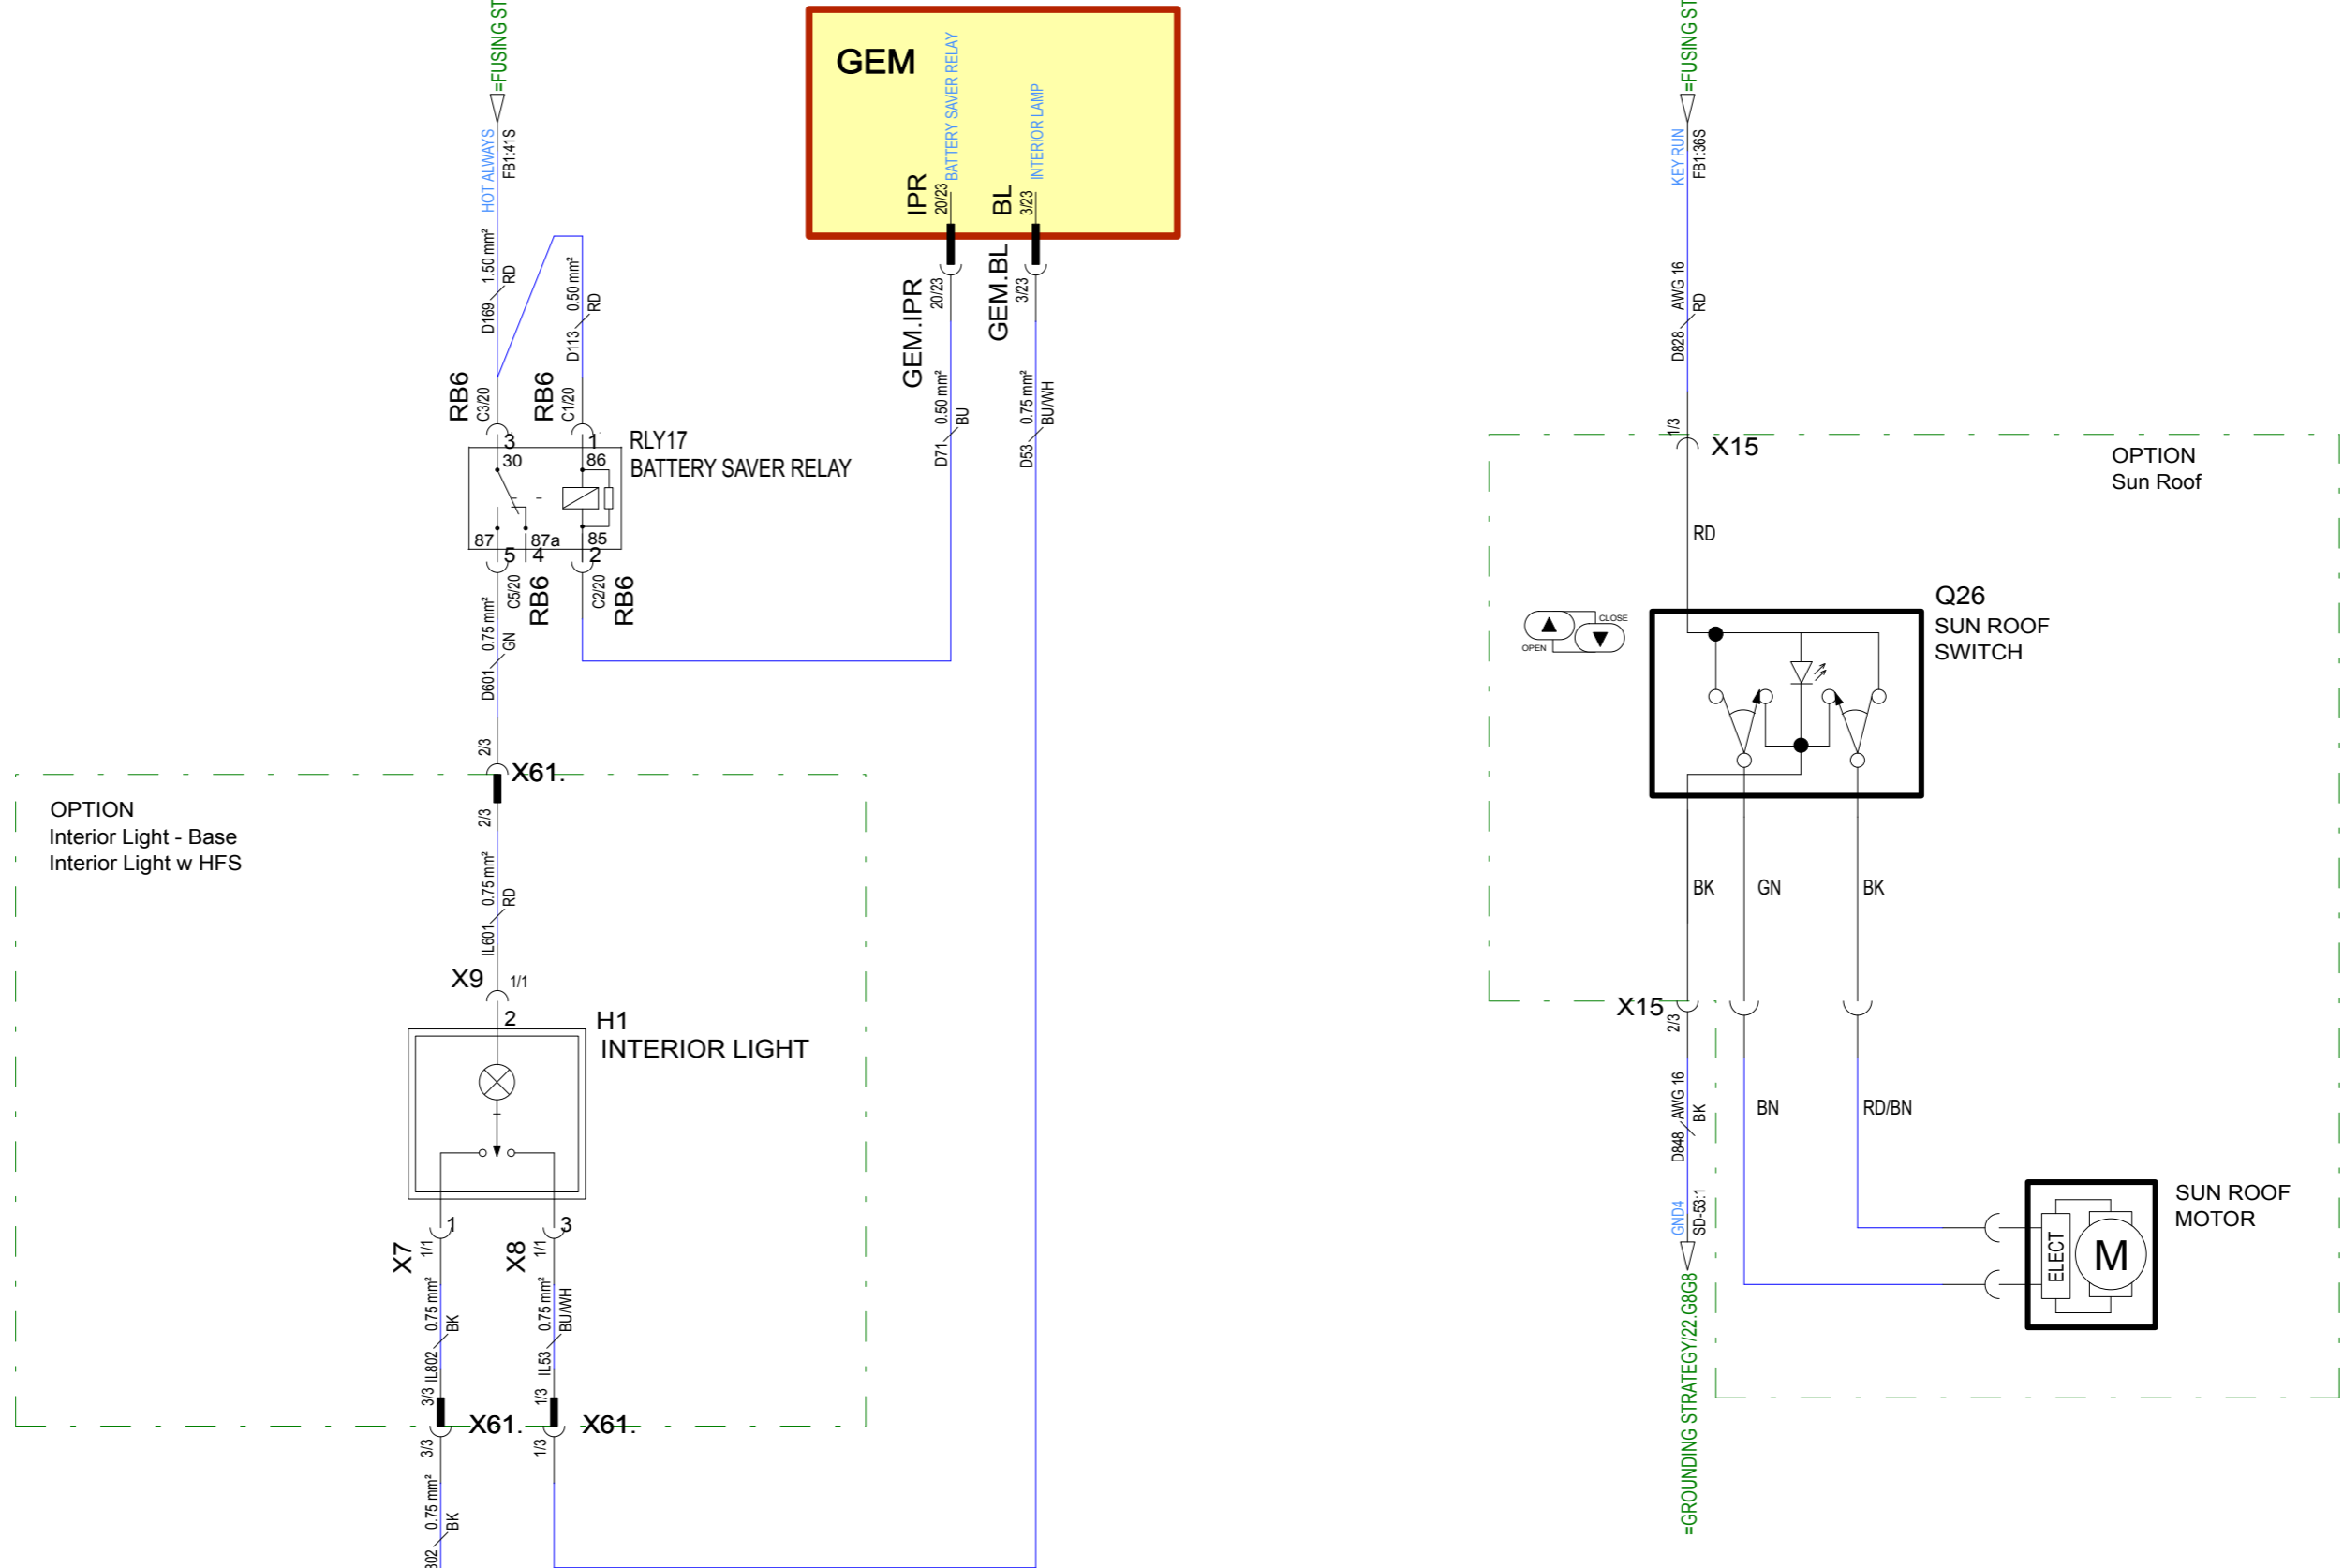 =FUSING ST
HOT ALWAYS
FB1:41S
1.50 mm²
D169
RD
0.50 mm²
D113
RD
RB6
C3/20
RB6
C1/20
3
1
30
86
RLY17
BATTERY SAVER RELAY
87
87a
85
5
4
2
C5/20
RB6
C2/20
RB6
0.75 mm²
D601
GN
2/3
X61.
2/3
OPTION
Interior Light - Base
Interior Light w HFS
0.75 mm²
IL601
RD
X9
1/1
2
H1
INTERIOR LIGHT
1
3
X7
1/1
X8
1/1
0.75 mm²
IL802
BK
0.75 mm²
IL53
BU/WH
3/3
1/3
X61.
X61.
3/3
1/3
0.75 mm²
BK
GEM
BATTERY SAVER RELAY
INTERIOR LAMP
IPR
20/23
BL
3/23
GEM.IPR
20/23
GEM.BL
3/23
0.50 mm²
D71
BU
0.75 mm²
D53
BU/WH
=FUSING ST
KEY RUN
FB1:36S
AWG 16
D828
RD
1/3
X15
OPTION
Sun Roof
RD
Q26
SUN ROOF
SWITCH
OPEN
CLOSE
BK
GN
BK
X15
2/3
AWG 16
D848
BK
BN
RD/BN
GND4
SD-53:1
=GROUNDING STRATEGY/22.G8G8
SUN ROOF
MOTOR
ELECT
M